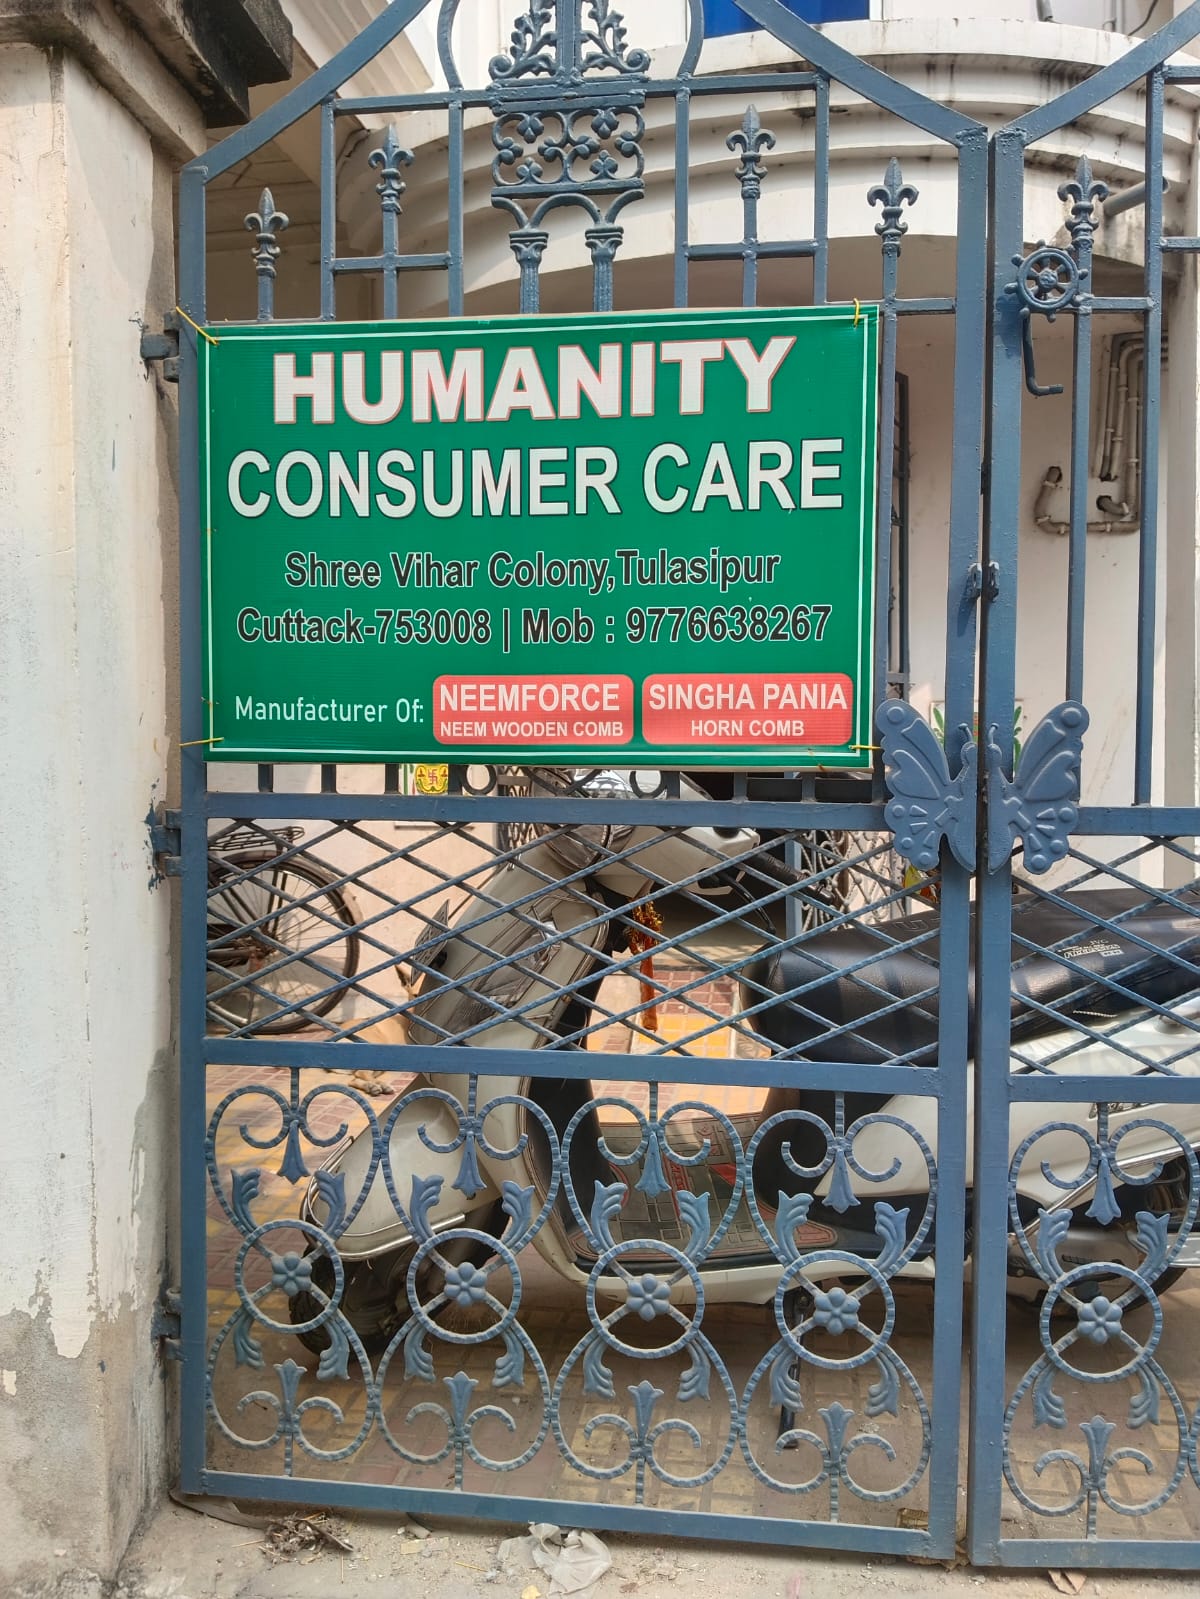 HUMANITY
CONSUMER CARE
Shree Vihar Colony,Tulasipur
Cuttack-753008 | Mob : 9776638267
Manufacturer Of:
NEEMFORCE
NEEM WOODEN COMB
SINGHA PANIA
HORN COMB